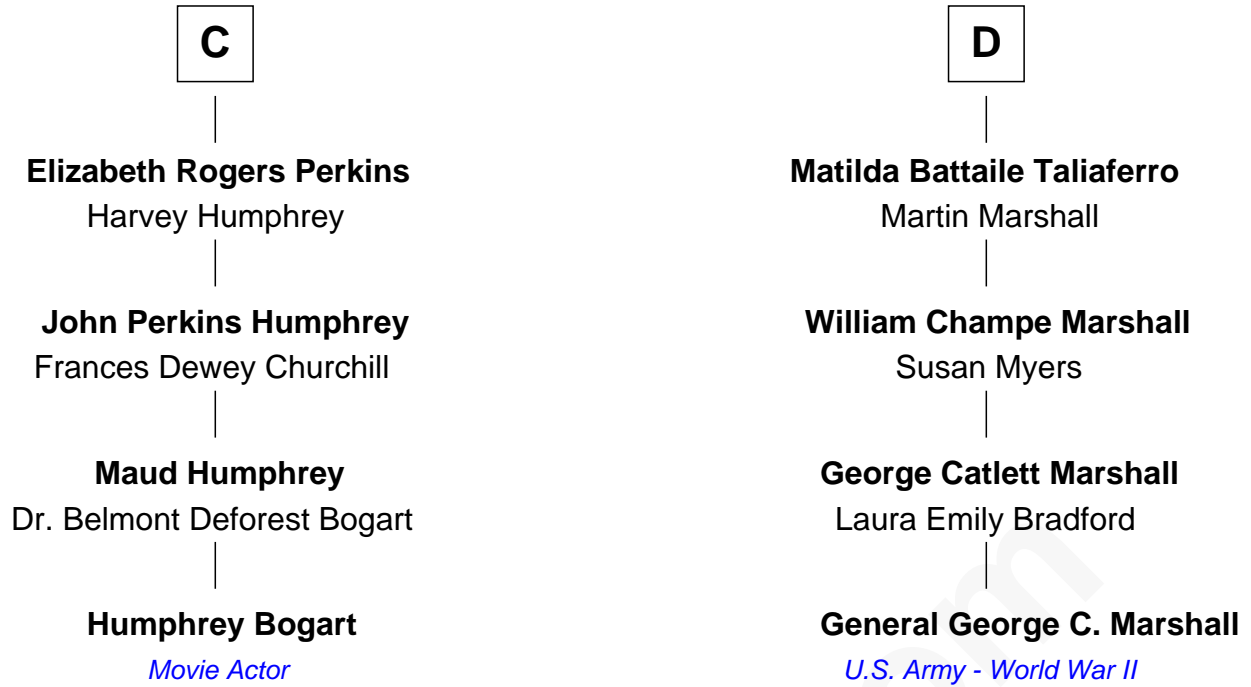 C
Elizabeth Rogers Perkins
Harvey Humphrey
John Perkins Humphrey
Frances Dewey Churchill
Maud Humphrey
Dr. Belmont Deforest Bogart
Humphrey Bogart
Movie Actor
D
Matilda Battaile Taliaferro
Martin Marshall
William Champe Marshall
Susan Myers
George Catlett Marshall
Laura Emily Bradford
General George C. Marshall
U.S. Army - World War II